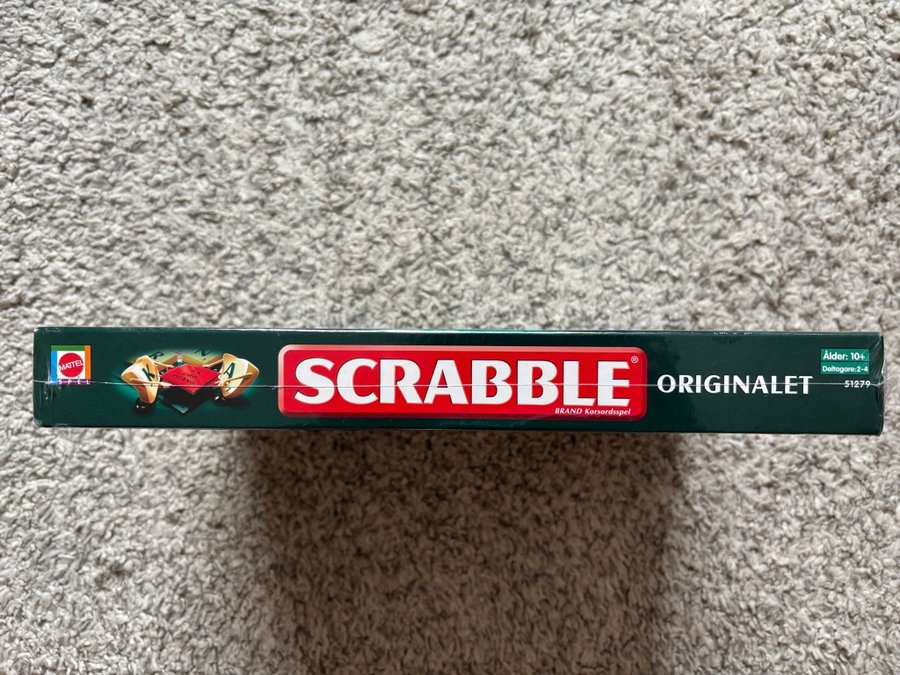 MATTEL
SPEL
K
A
SCRABBLE®
BRAND Korsordsspel
ORIGINALET
Ålder: 10+
Deltagare:2-4
51279